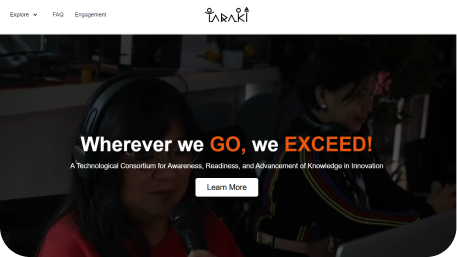 Explore
FAQ
Engagement
TARAKI
Wherever we GO, we EXCEED!
A Technological Consortium for Awareness, Readiness, and Advancement of Knowledge in Innovation
Learn More